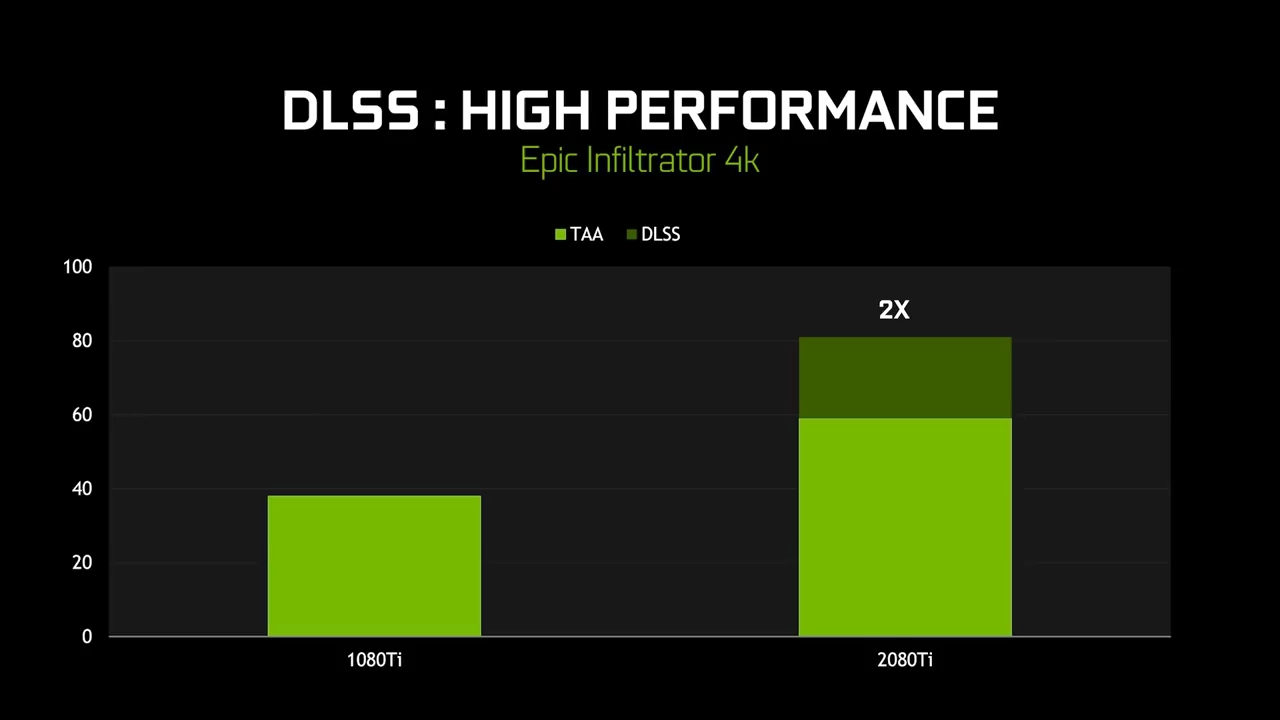 DLSS : HIGH PERFORMANCE
Epic Infiltrator 4k
TAA DLSS
100
2X
80
60
40
20
0
1080Ti 2080Ti